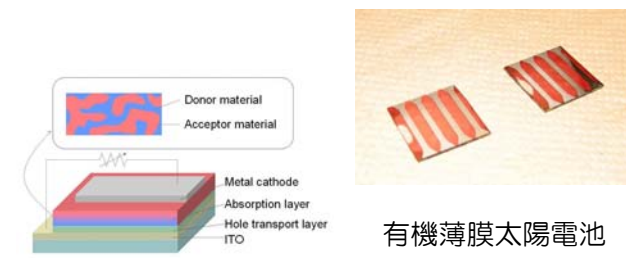 Donor material
Acceptor material
Metal cathode
Absorption layer
Hole transport layer
ITO
有機薄膜太陽電池